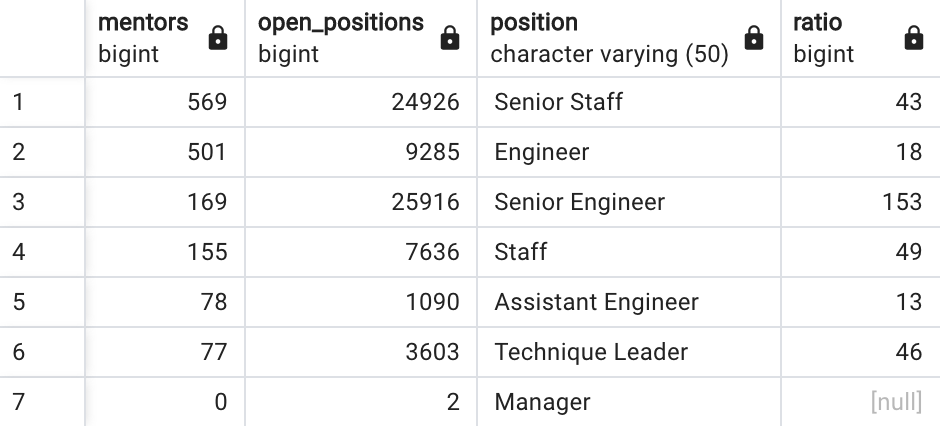 mentors open_positions position ratio
bigint bigint character varying (50) bigint
1 569 24926 Senior Staff 43
2 501 9285 Engineer 18
3 169 25916 Senior Engineer 153
4 155 7636 Staff 49
5 78 1090 Assistant Engineer 13
6 77 3603 Technique Leader 46
7 0 2 Manager [null]